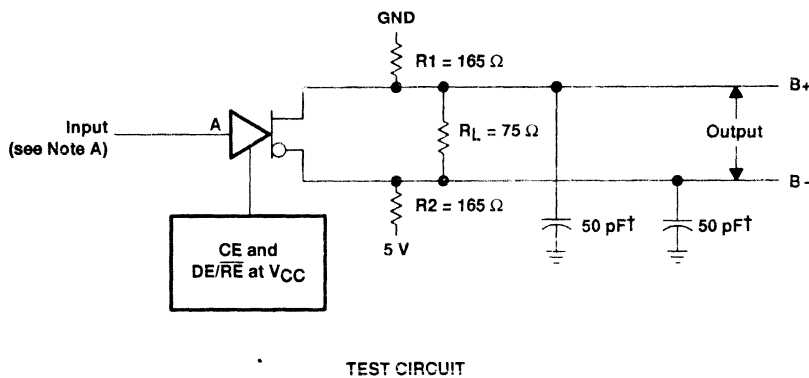 GND
R1 = 165 Ω
B+
A
Input
(see Note A)
RL = 75 Ω
Output
B-
R2 = 165 Ω
5 V
50 pF†
50 pF†
CE and
DE/RE at VCC
TEST CIRCUIT